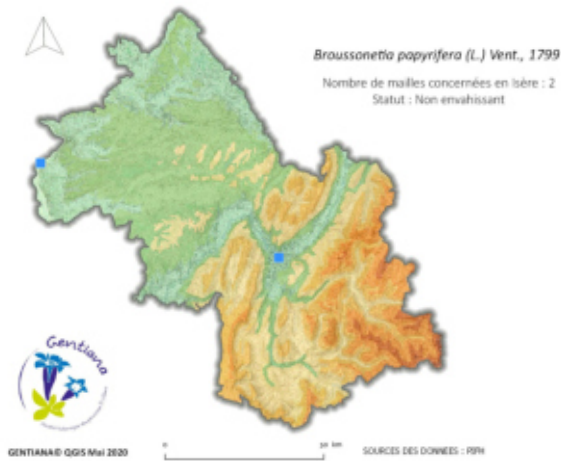 Broussonetia papyrifera (L.) Vent., 1799
Nombre de mailles concernées en Isère : 2
Statut : Non envahissant
Gentiana
GENTIANA© QGIS Mai 2020
0
SOURCES DES DONNEES :